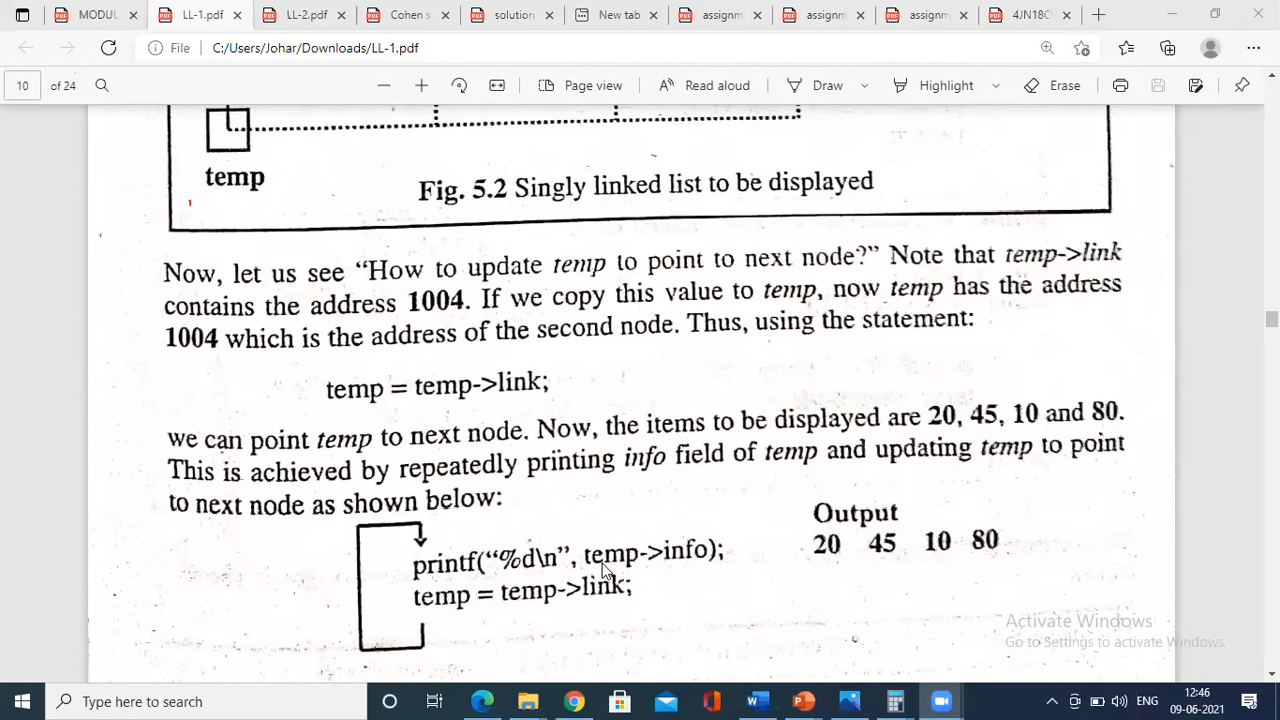 MODUL
LL-1.pdf
LL-2.pdf
Cohen s
solution
New tab
assignm
assignm
assignm
4JN18C
File
C:/Users/Johar/Downloads/LL-1.pdf
10 of 24
Page view
Read aloud
Draw
Highlight
Erase
temp
Fig. 5.2 Singly linked list to be displayed
Now, let us see “How to update temp to point to next node?” Note that temp->link
contains the address 1004. If we copy this value to temp, now temp has the address
1004 which is the address of the second node. Thus, using the statement:
temp = temp->link;
we can point temp to next node. Now, the items to be displayed are 20, 45, 10 and 80.
This is achieved by repeatedly printing info field of temp and updating temp to point
to next node as shown below:
Output
printf(“%d\n”, temp->info); 20 45 10 80
temp = temp->link;
Activate Windows
Go to Settings to activate Windows.
Type here to search
ENG
12:46
09-06-2021